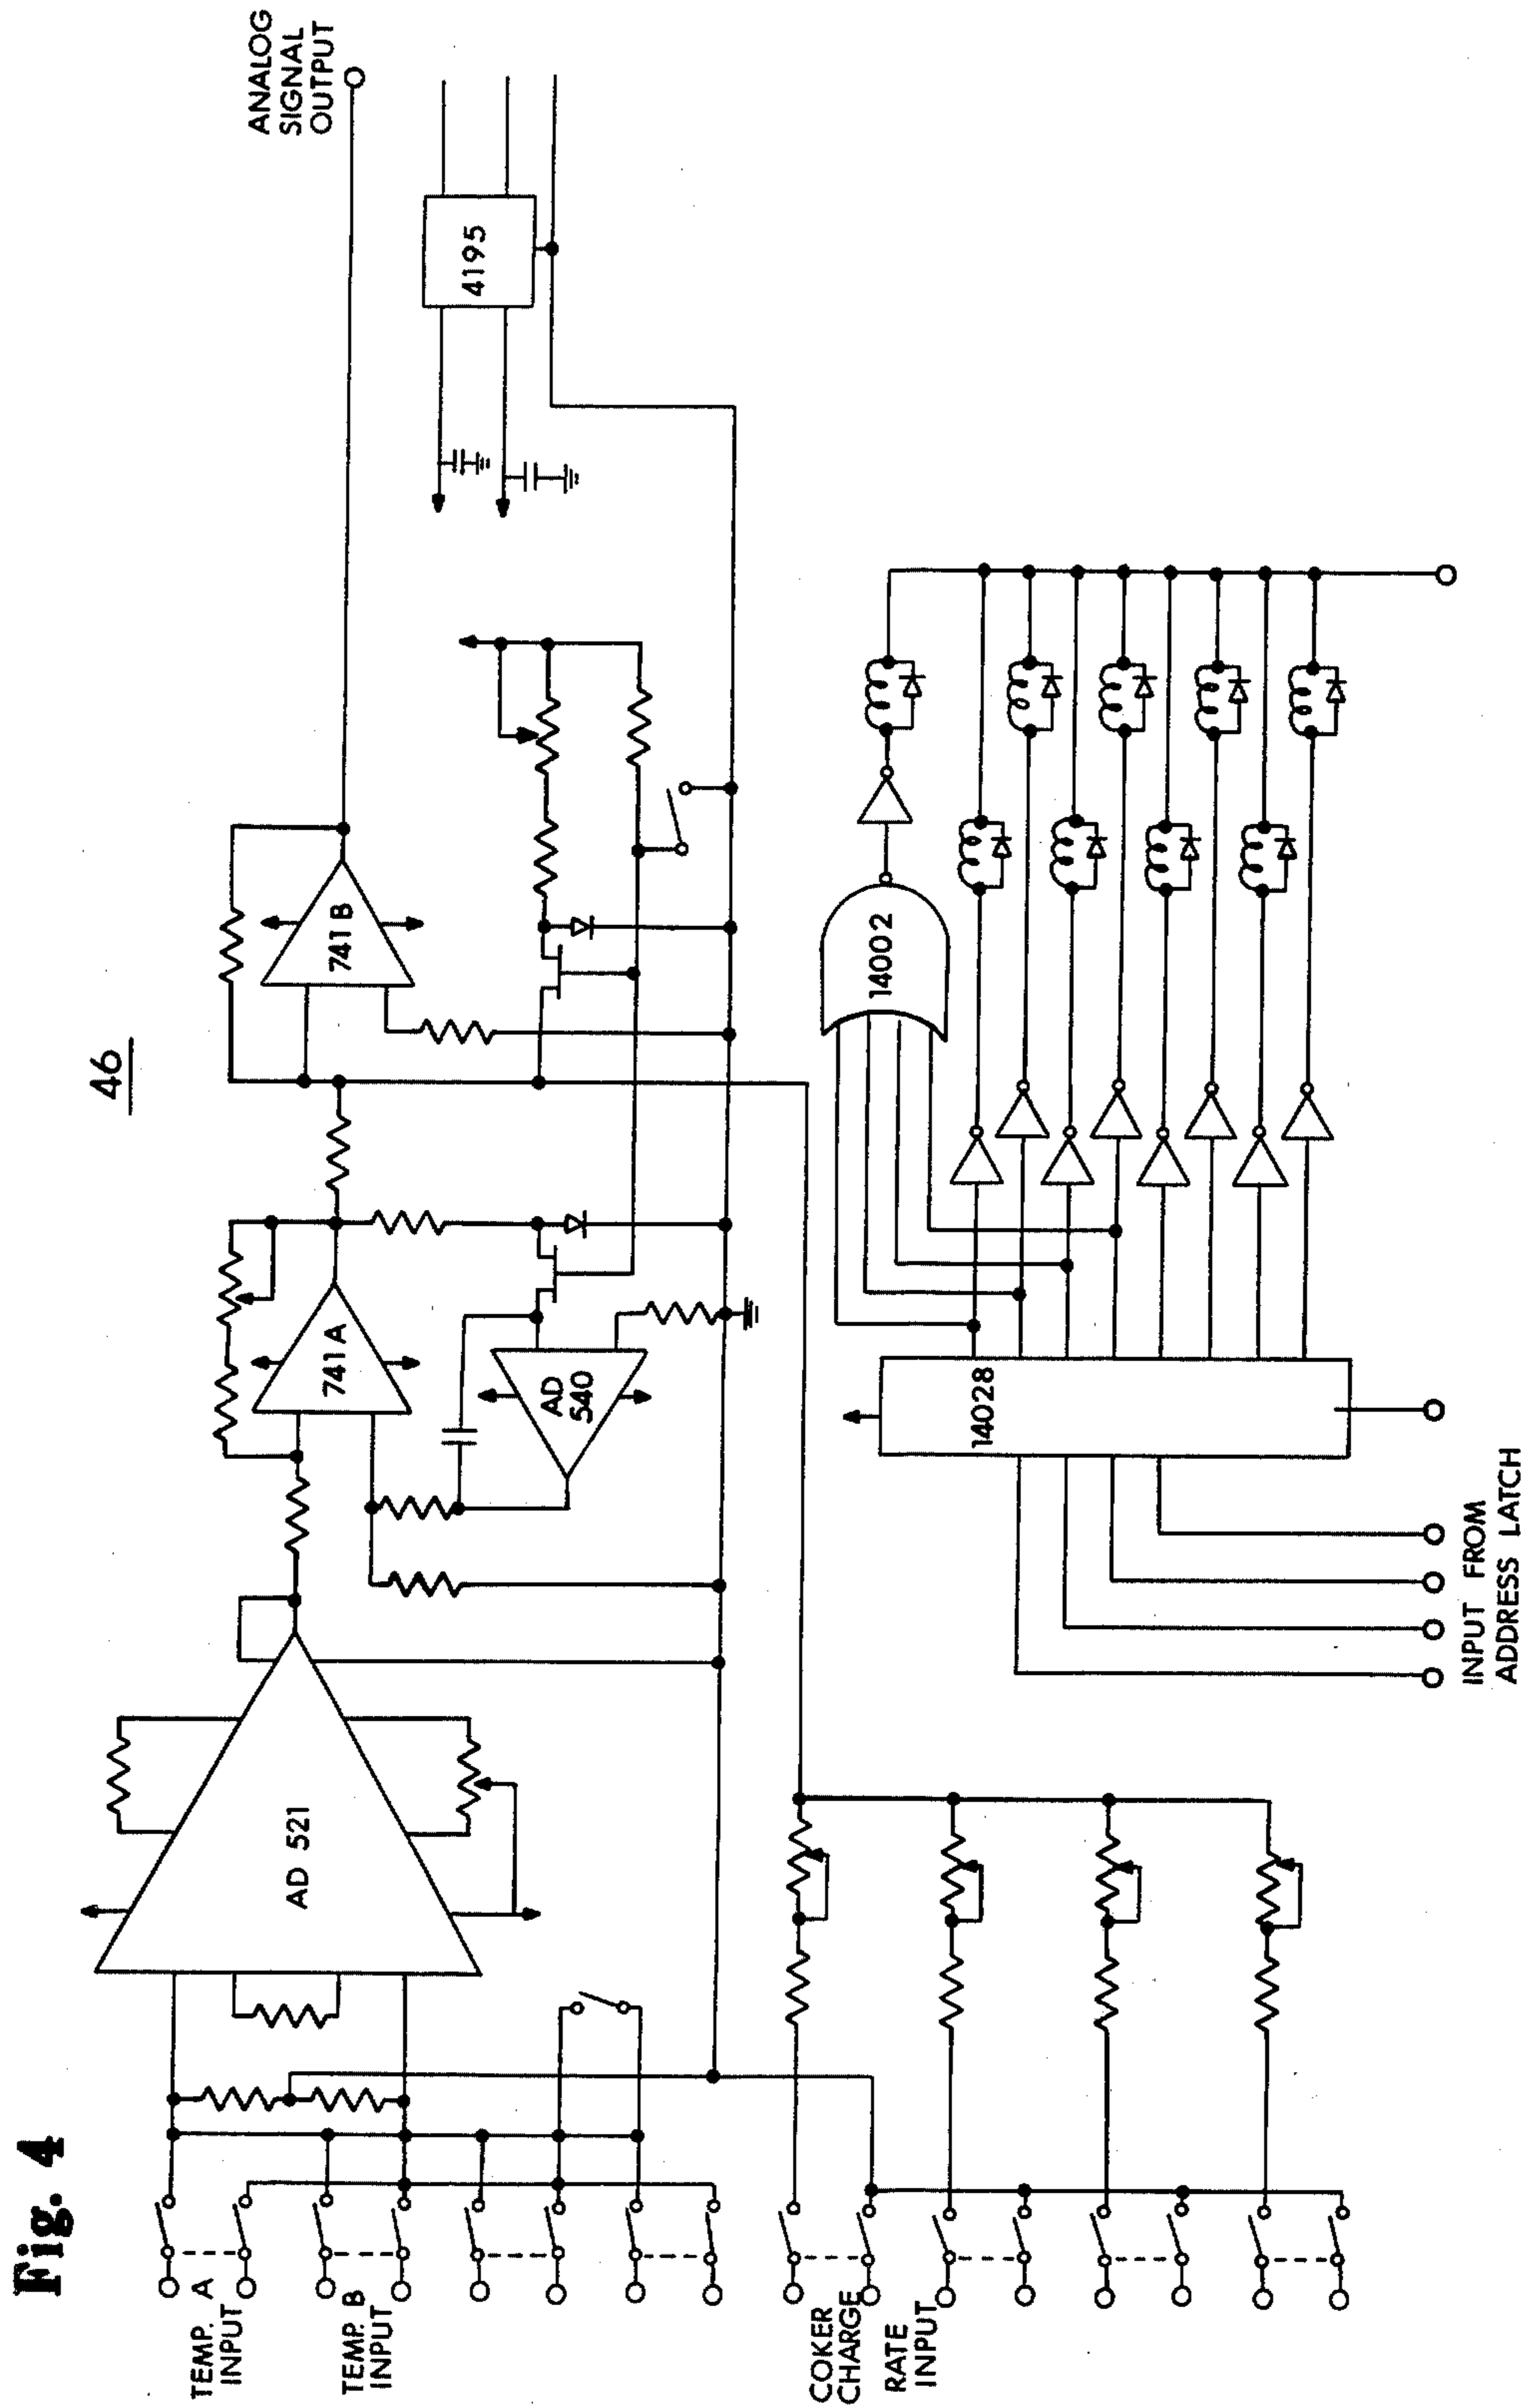 Fig. 4
46
TEMP. A
INPUT
TEMP. B
INPUT
AD 521
741 A
AD
540
741 B
ANALOG
SIGNAL
OUTPUT
4195
COKER
CHARGE
RATE
INPUT
14028
14002
INPUT FROM
ADDRESS LATCH